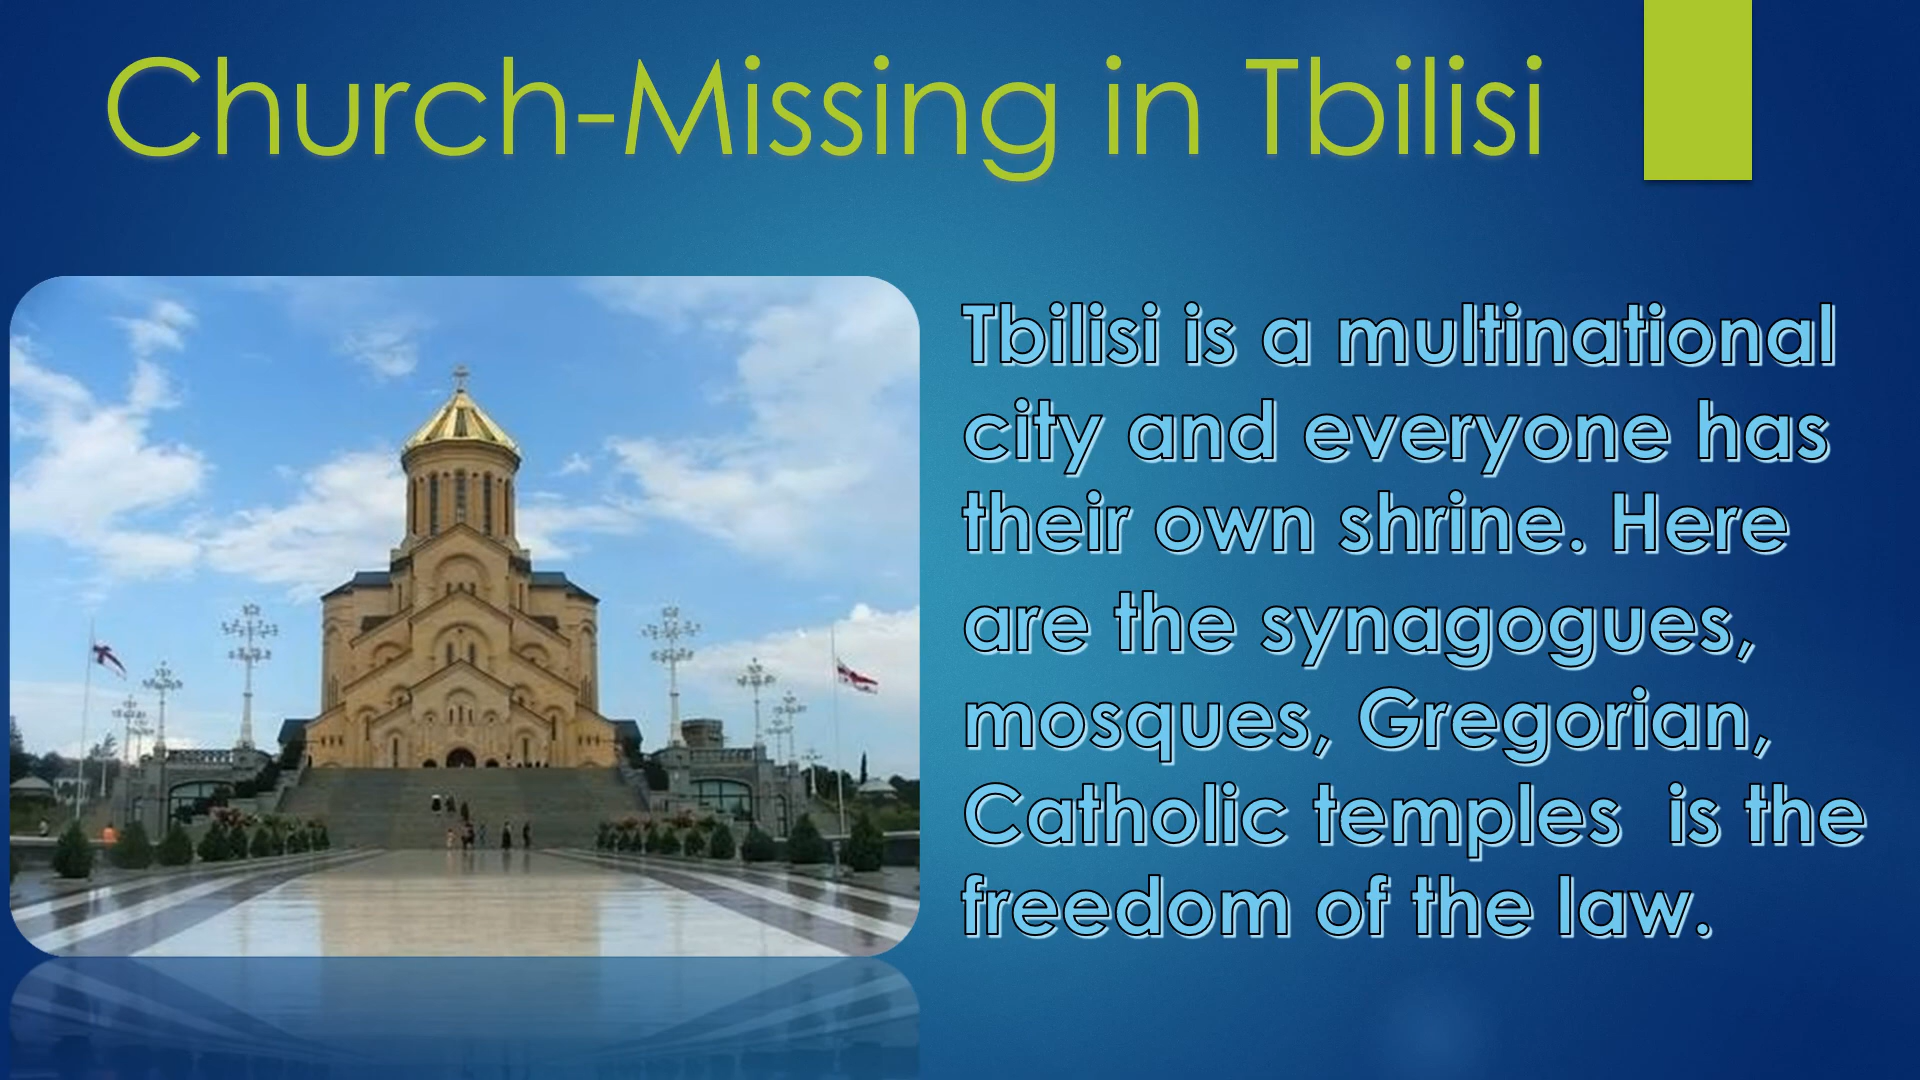 Church-Missing in Tbilisi
Tbilisi is a multinational
city and everyone has
their own shrine. Here
are the synagogues,
mosques, Gregorian,
Catholic temples  is the
freedom of the law.